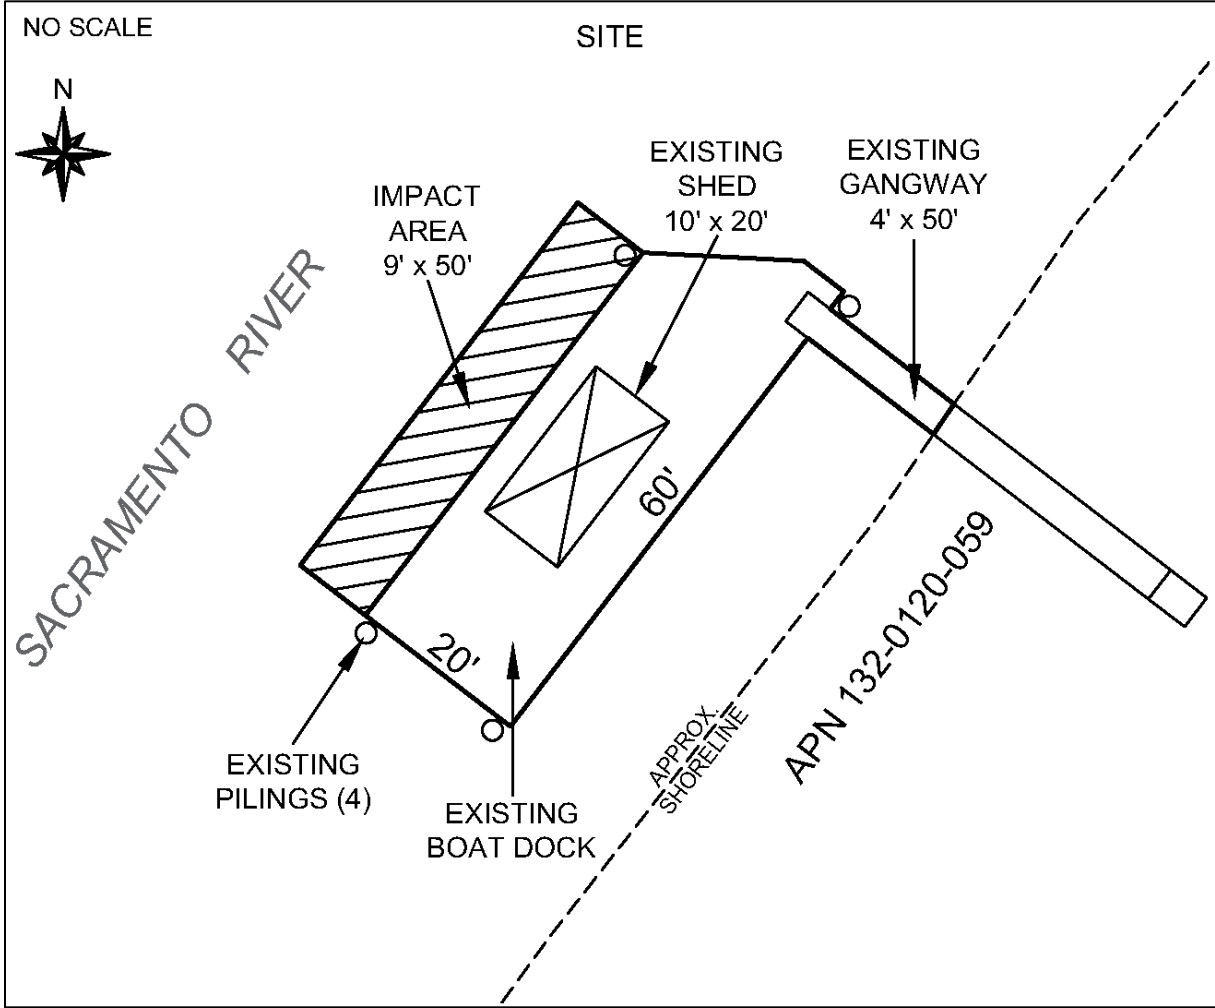 NO SCALE
SITE
N
EXISTING
SHED
10' x 20'
EXISTING
GANGWAY
4' x 50'
IMPACT
AREA
9' x 50'
SACRAMENTO RIVER
60'
20'
APN 132-0120-059
APPROX.
SHORELINE
EXISTING
PILINGS (4)
EXISTING
BOAT DOCK